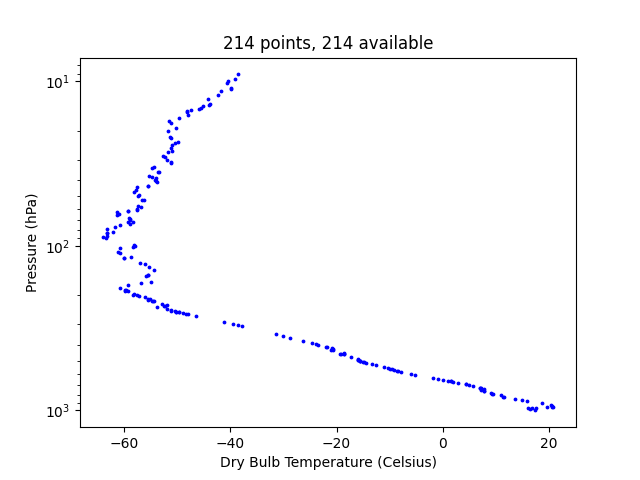 214 points, 214 available
10¹
10²
10³
Pressure (hPa)
−60 −40 −20 0 20
Dry Bulb Temperature (Celsius)